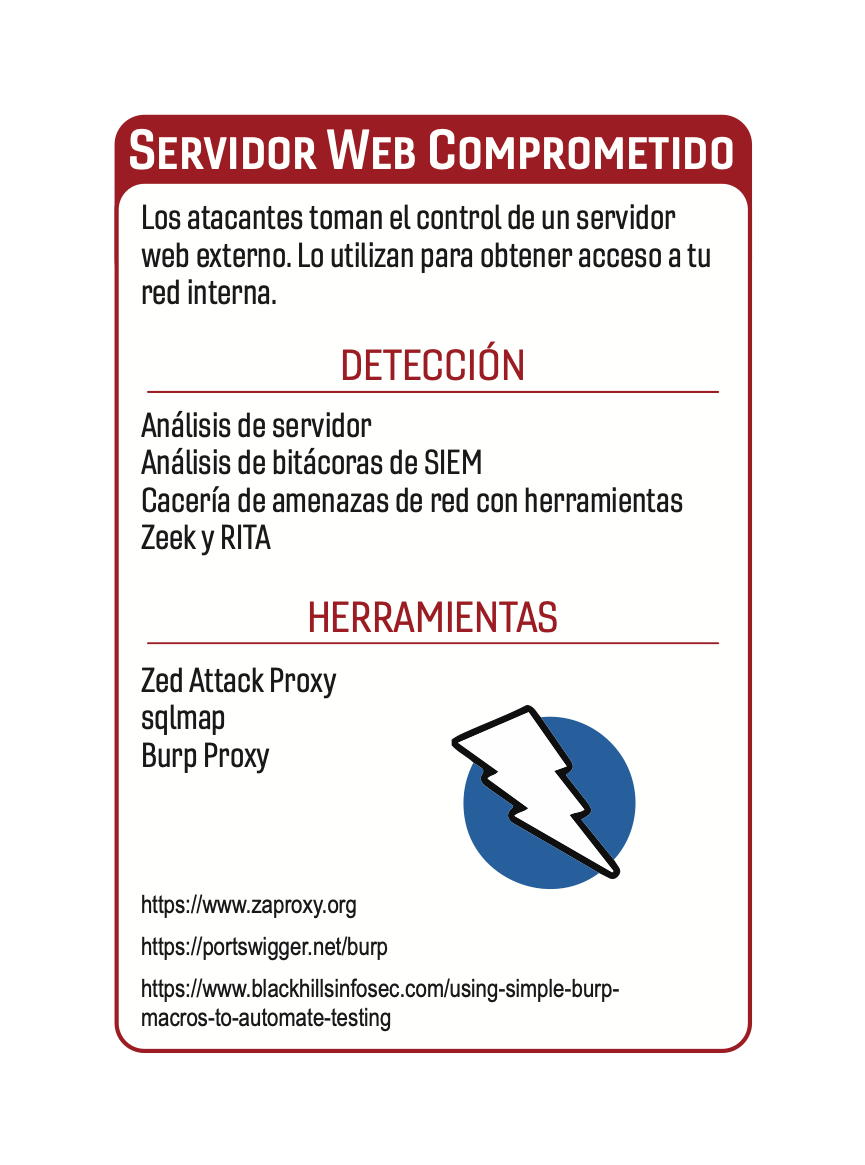 Servidor Web Comprometido
Los atacantes toman el control de un servidor
web externo. Lo utilizan para obtener acceso a tu
red interna.
DETECCIÓN
Análisis de servidor
Análisis de bitácoras de SIEM
Cacería de amenazas de red con herramientas
Zeek y RITA
HERRAMIENTAS
Zed Attack Proxy
sqlmap
Burp Proxy
https://www.zaproxy.org
https://portswigger.net/burp
https://www.blackhillsinfosec.com/using-simple-burp-
macros-to-automate-testing